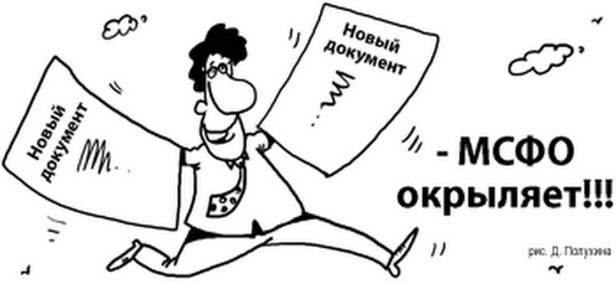 Новый
документ
Новый
документ
- МСФО
окрыляет!!!
рис. Д. Полухина